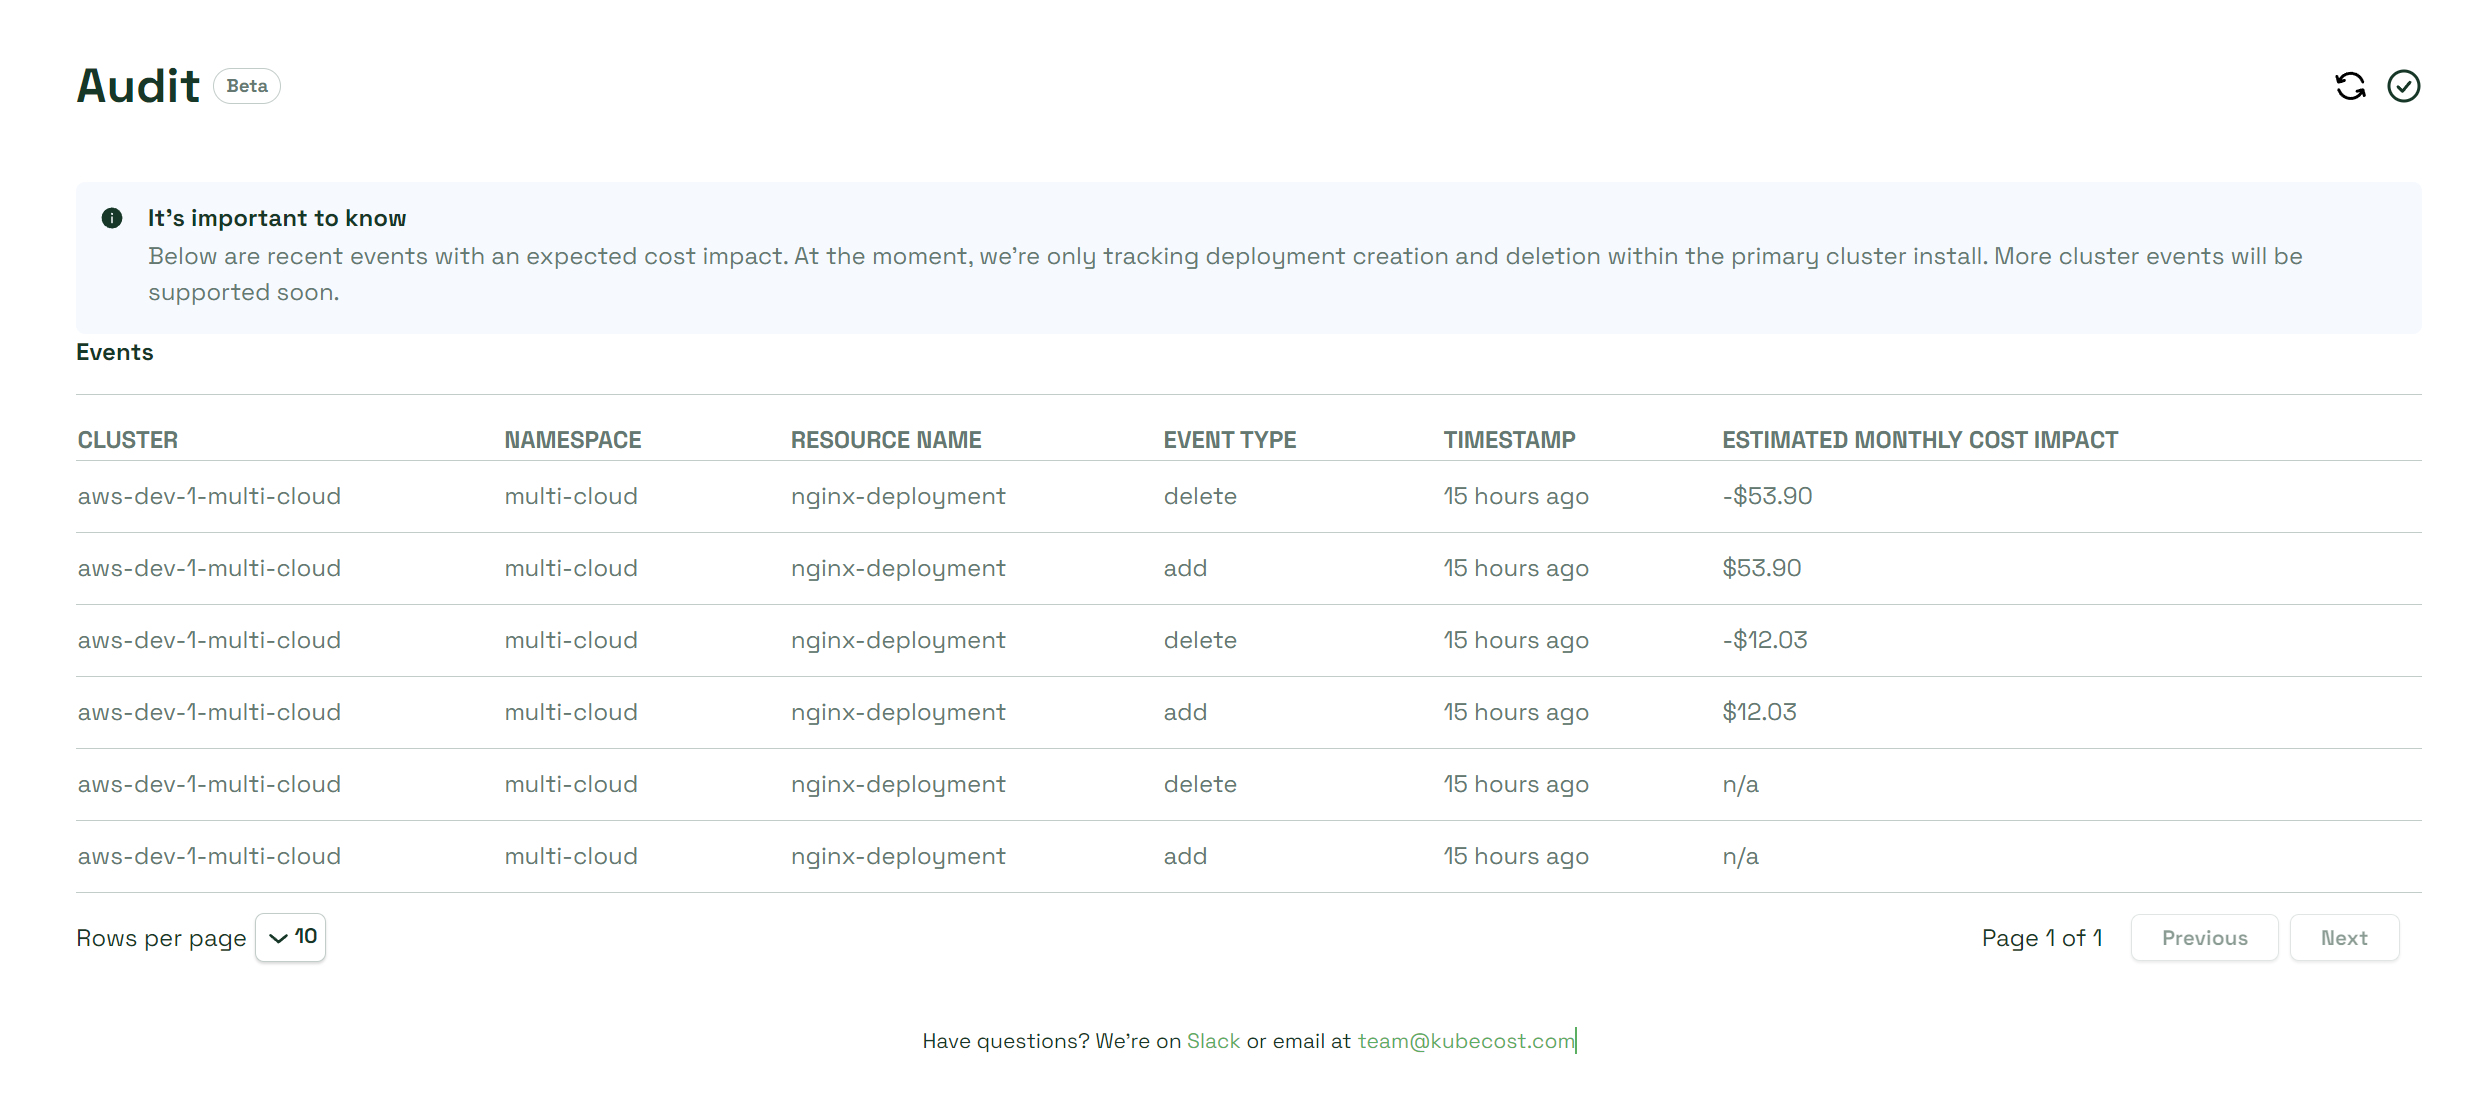 Audit Beta
It's important to know
Below are recent events with an expected cost impact. At the moment, we're only tracking deployment creation and deletion within the primary cluster install. More cluster events will be
supported soon.
Events
CLUSTER NAMESPACE RESOURCE NAME EVENT TYPE TIMESTAMP ESTIMATED MONTHLY COST IMPACT
aws-dev-1-multi-cloud multi-cloud nginx-deployment delete 15 hours ago -$53.90
aws-dev-1-multi-cloud multi-cloud nginx-deployment add 15 hours ago $53.90
aws-dev-1-multi-cloud multi-cloud nginx-deployment delete 15 hours ago -$12.03
aws-dev-1-multi-cloud multi-cloud nginx-deployment add 15 hours ago $12.03
aws-dev-1-multi-cloud multi-cloud nginx-deployment delete 15 hours ago n/a
aws-dev-1-multi-cloud multi-cloud nginx-deployment add 15 hours ago n/a
Rows per page 10 Page 1 of 1 Previous Next
Have questions? We're on Slack or email at team@kubecost.com